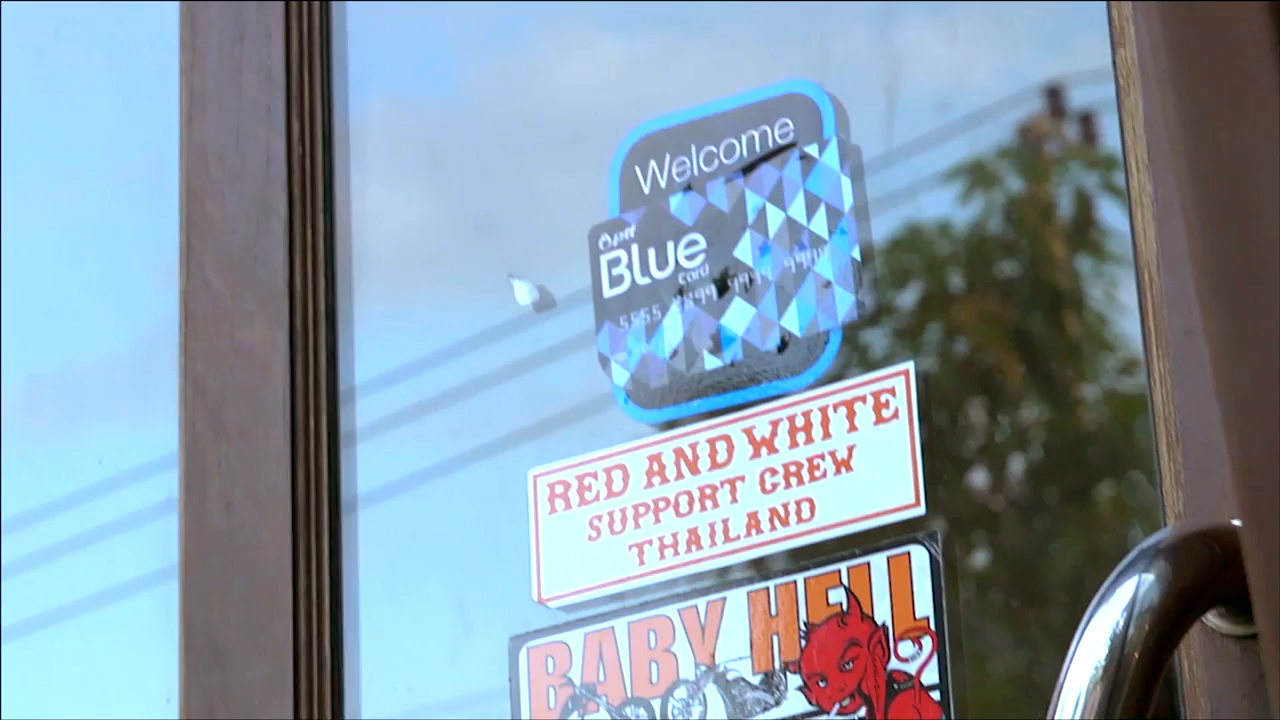 Welcome
Blue
card
5555
RED AND WHITE
SUPPORT CREW
THAILAND
BABY HELL